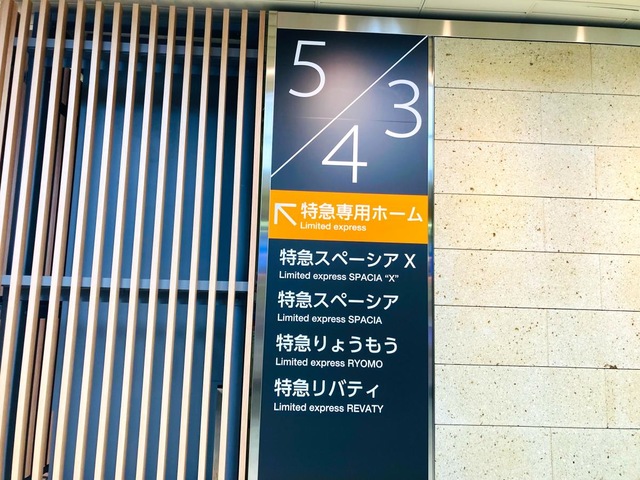 5
3
4
特急専用ホーム
Limited express
特急スペーシア X
Limited express SPACIA “X”
特急スペーシア
Limited express SPACIA
特急りょうもう
Limited express RYOMO
特急リバティ
Limited express REVATY